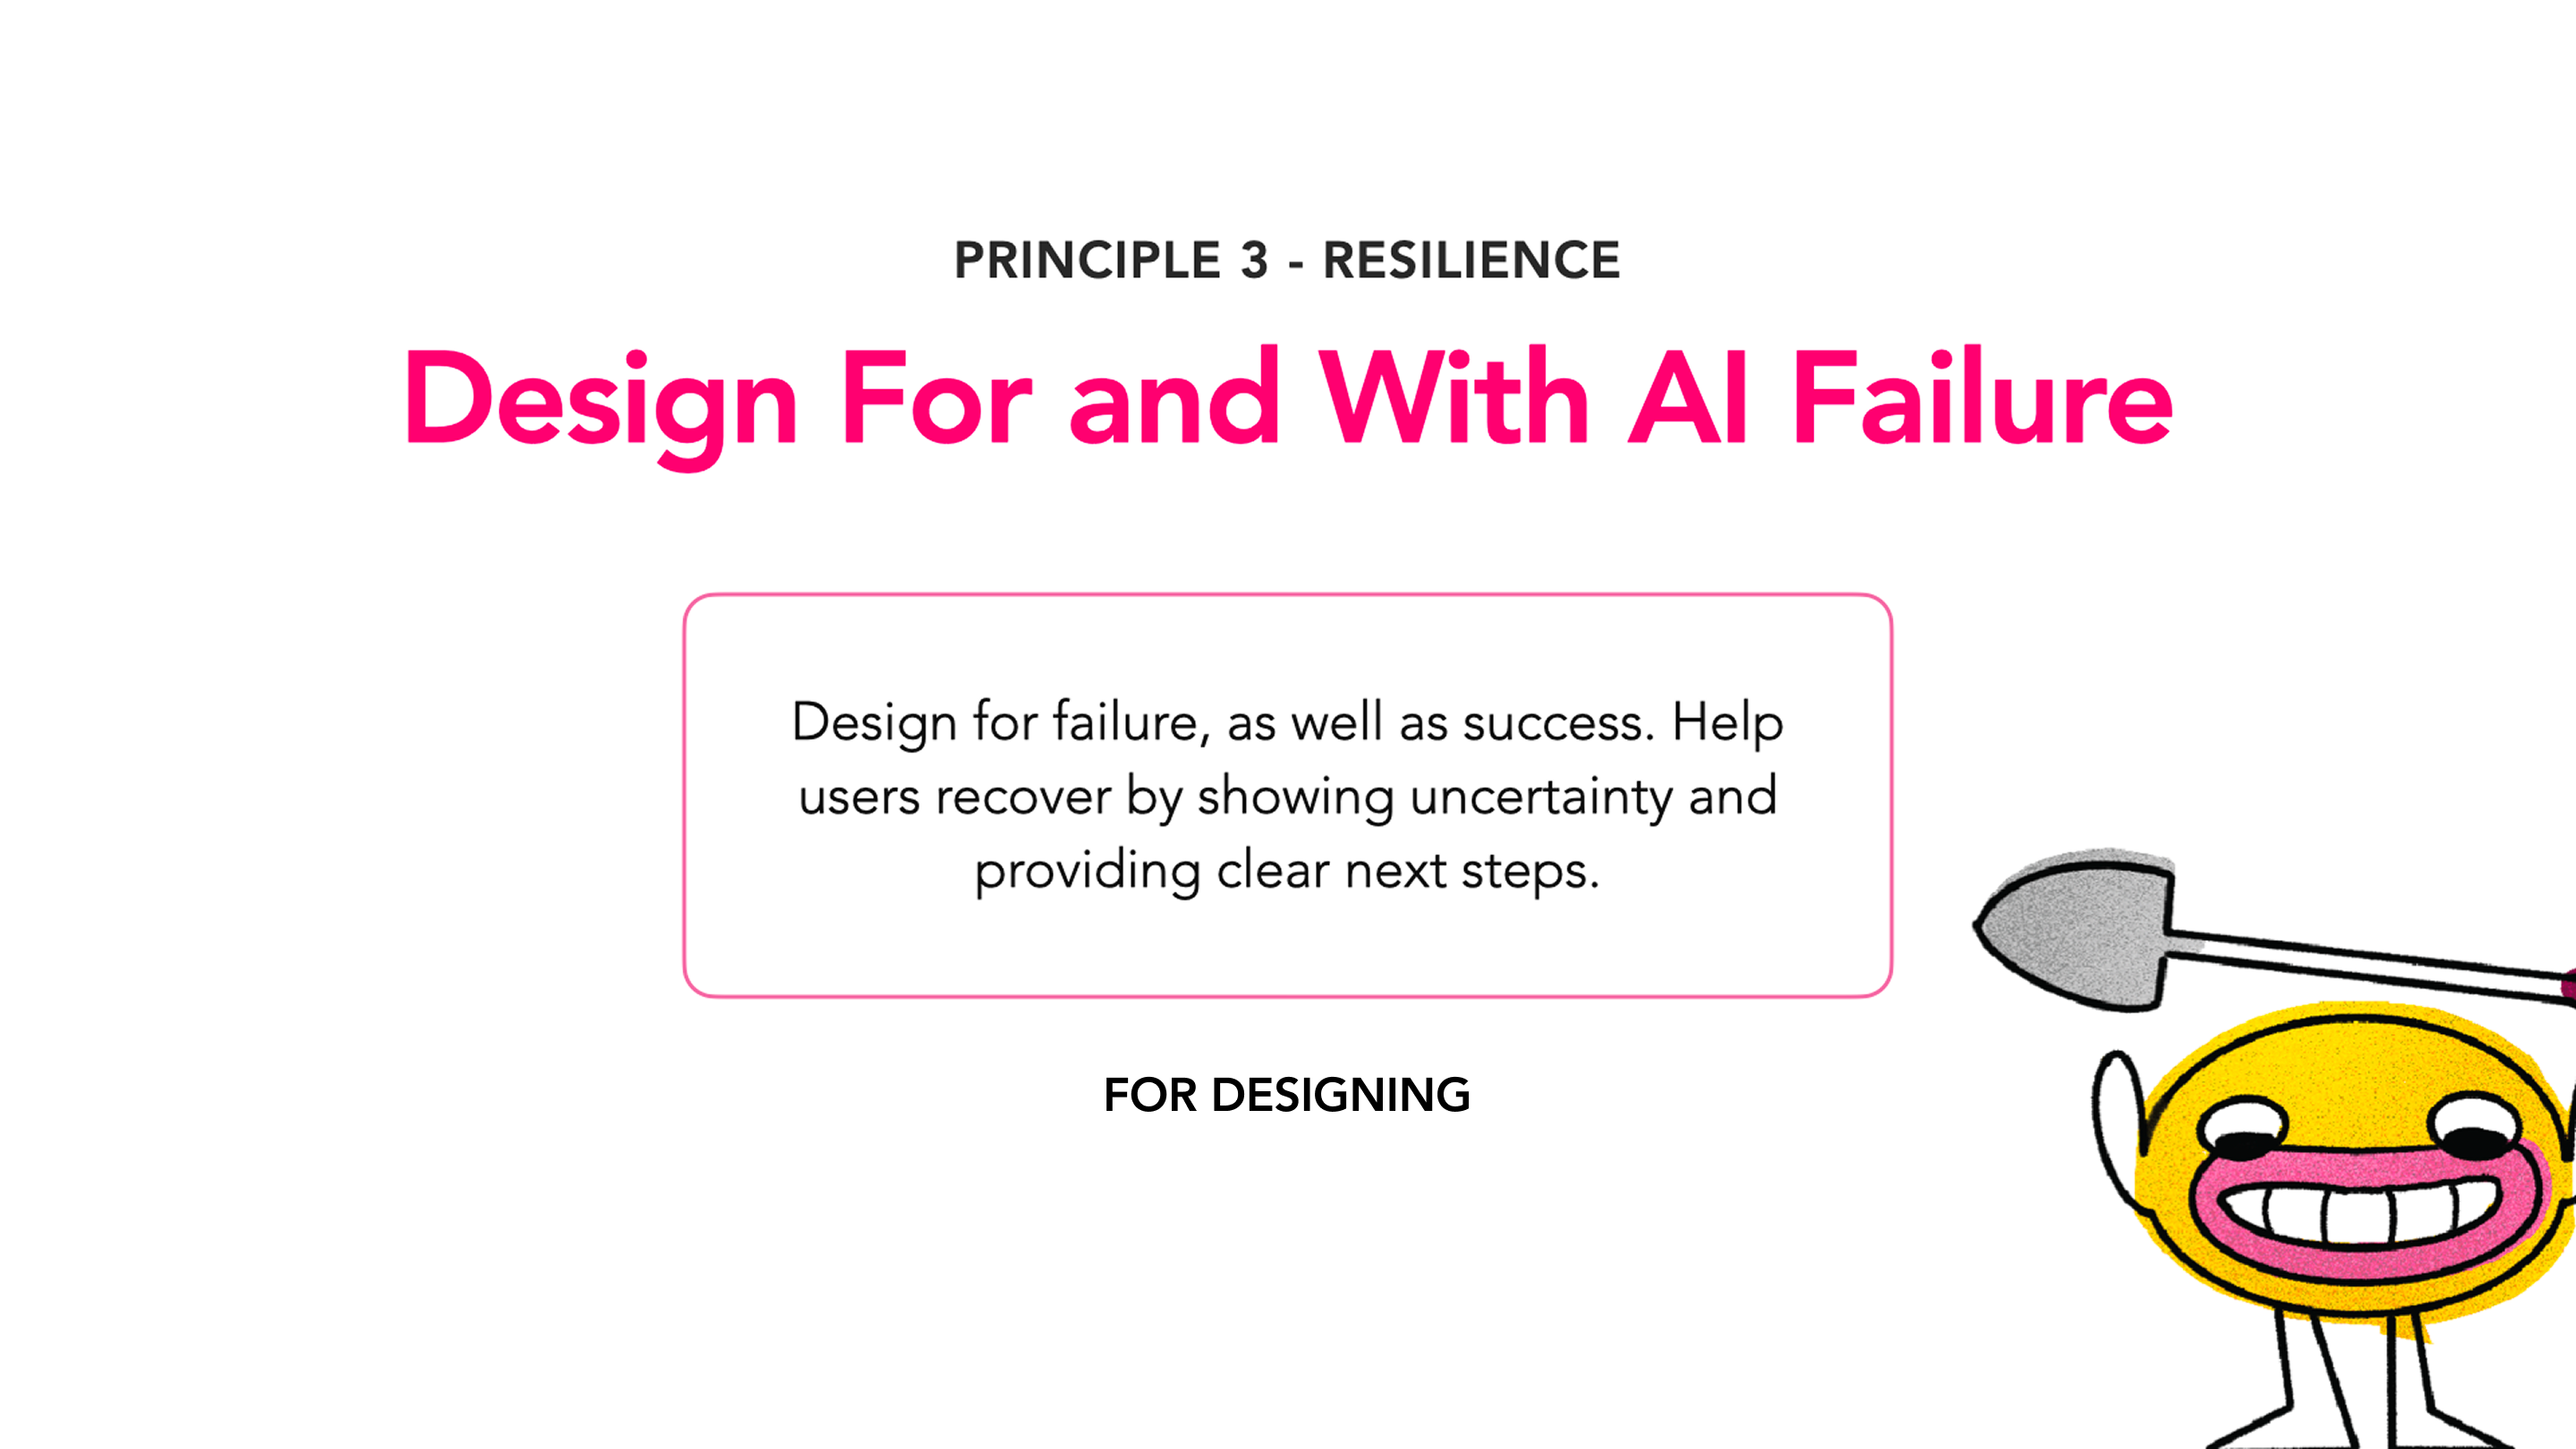 PRINCIPLE 3 - RESILIENCE
Design For and With AI Failure
Design for failure, as well as success. Help
users recover by showing uncertainty and
providing clear next steps.
FOR DESIGNING